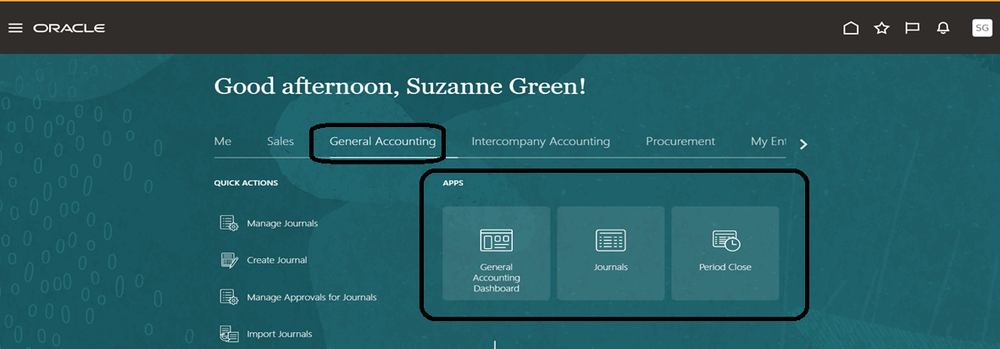 ORACLE
SG
Good afternoon, Suzanne Green!
Me Sales General Accounting Intercompany Accounting Procurement My
QUICK ACTIONS
Manage Journals
Create Journal
Manage Approvals for Journals
Import Journals
APPS
General
Accounting
Dashboard
Journals
Period Close